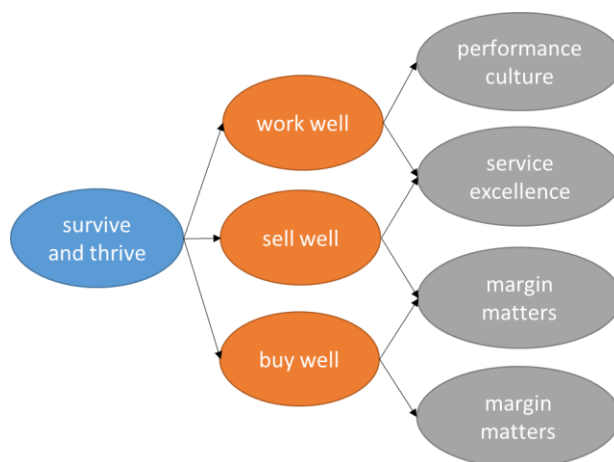 survive
and thrive
work well
sell well
buy well
performance
culture
service
excellence
margin
matters
margin
matters